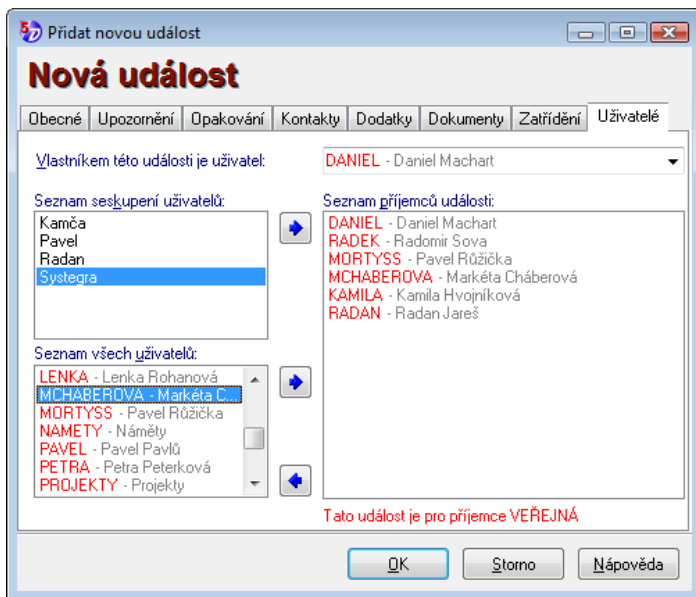 Přidat novou událost
Nová událost
Obecné Upozornění Opakování Kontakty Dodatky Dokumenty Zatřídění Uživatelé
Vlastníkem této události je uživatel: DANIEL - Daniel Machart
Seznam seskupení uživatelů:
Kamča
Pavel
Radan
Systegra
Seznam příjemců události:
DANIEL - Daniel Machart
RADEK - Radomir Sova
MORTYSS - Pavel Růžička
MCHABEROVA - Markéta Cháberová
KAMILA - Kamila Hvojníková
RADAN - Radan Jareš
Seznam všech uživatelů:
LENKA - Lenka Rohanová
MCHABEROVA - Markéta C...
MORTYSS - Pavel Růžička
NAMETY - Náměty
PAVEL - Pavel Pavlů
PETRA - Petra Peterková
PROJEKTY - Projekty
Tato událost je pro příjemce VEŘEJNÁ
OK Storno Nápověda